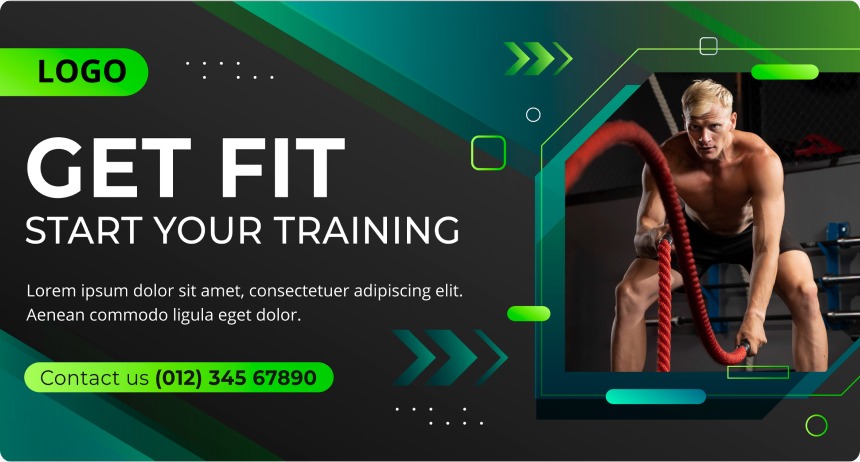 LOGO
GET FIT
START YOUR TRAINING
Lorem ipsum dolor sit amet, consectetuer adipiscing elit.
Aenean commodo ligula eget dolor.
Contact us (012) 345 67890